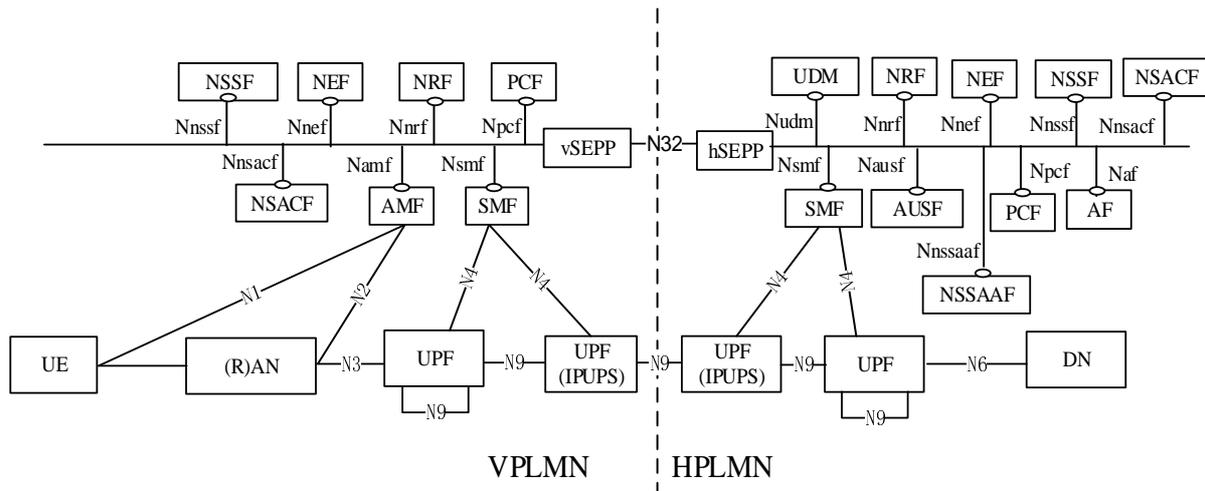 NSSF
NEF
NRF
PCF
UDM
NRF
NEF
NSSF
NSACF
Nnssf
Nnef
Nnrf
Npcf
Nudm
Nnrf
Nnef
Nnssf
Nnsacf
vSEPP
N32
hSEPP
Nnsacf
Namf
Nsmf
Nsmf
Nausf
Npcf
Naf
NSACF
AMF
SMF
SMF
AUSF
PCF
AF
Nnssaaf
NSSAAF
N1
N2
N4
N4
N4
N4
UE
(R)AN
N3
UPF
N9
UPF
(IPUPS)
N9
UPF
(IPUPS)
N9
UPF
N6
DN
N9
N9
VPLMN
HPLMN